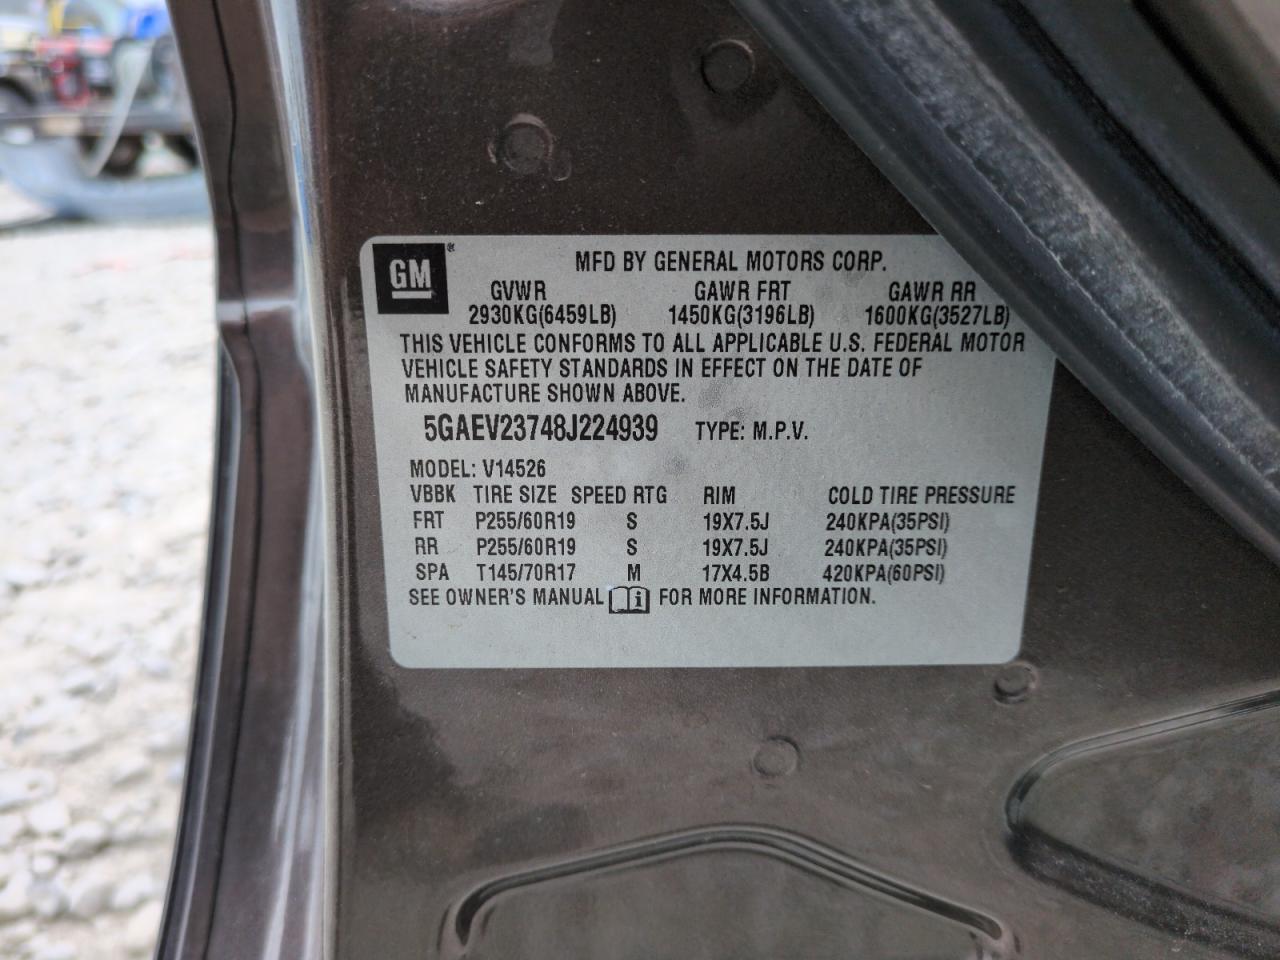 GM ® MFD BY GENERAL MOTORS CORP.
GVWR GAWR FRT GAWR RR
2930KG(6459LB) 1450KG(3196LB) 1600KG(3527LB)
THIS VEHICLE CONFORMS TO ALL APPLICABLE U.S. FEDERAL MOTOR
VEHICLE SAFETY STANDARDS IN EFFECT ON THE DATE OF
MANUFACTURE SHOWN ABOVE.
5GAEV23748J224939 TYPE: M.P.V.
MODEL: V14526
VBBK TIRE SIZE SPEED RTG RIM COLD TIRE PRESSURE
FRT P255/60R19 S 19X7.5J 240KPA(35PSI)
RR P255/60R19 S 19X7.5J 240KPA(35PSI)
SPA T145/70R17 M 17X4.5B 420KPA(60PSI)
SEE OWNER'S MANUAL i FOR MORE INFORMATION.